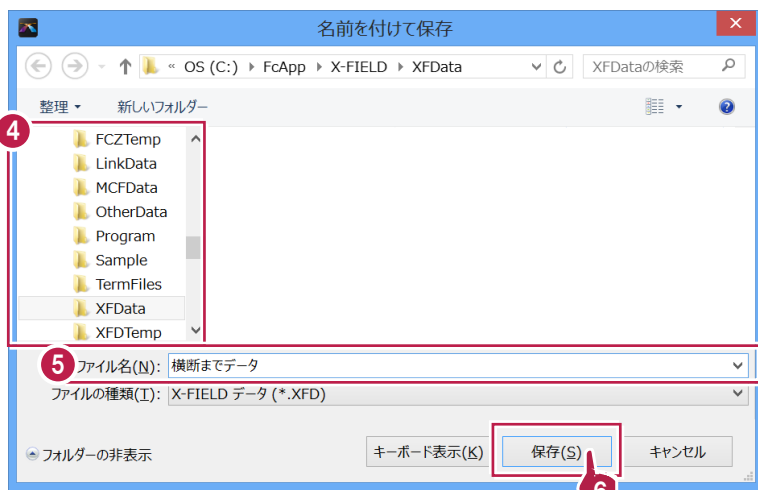 名前を付けて保存
« OS (C:) ▸ FcApp ▸ X-FIELD ▸ XFData XFDataの検索
整理 新しいフォルダー
4
FCZTemp
LinkData
MCFData
OtherData
Program
Sample
TermFiles
XFData
XFDTemp
5 ファイル名(N): 横断までデータ
ファイルの種類(T): X-FIELD データ (*.XFD)
フォルダーの非表示 キーボード表示(K) 保存(S) キャンセル
6